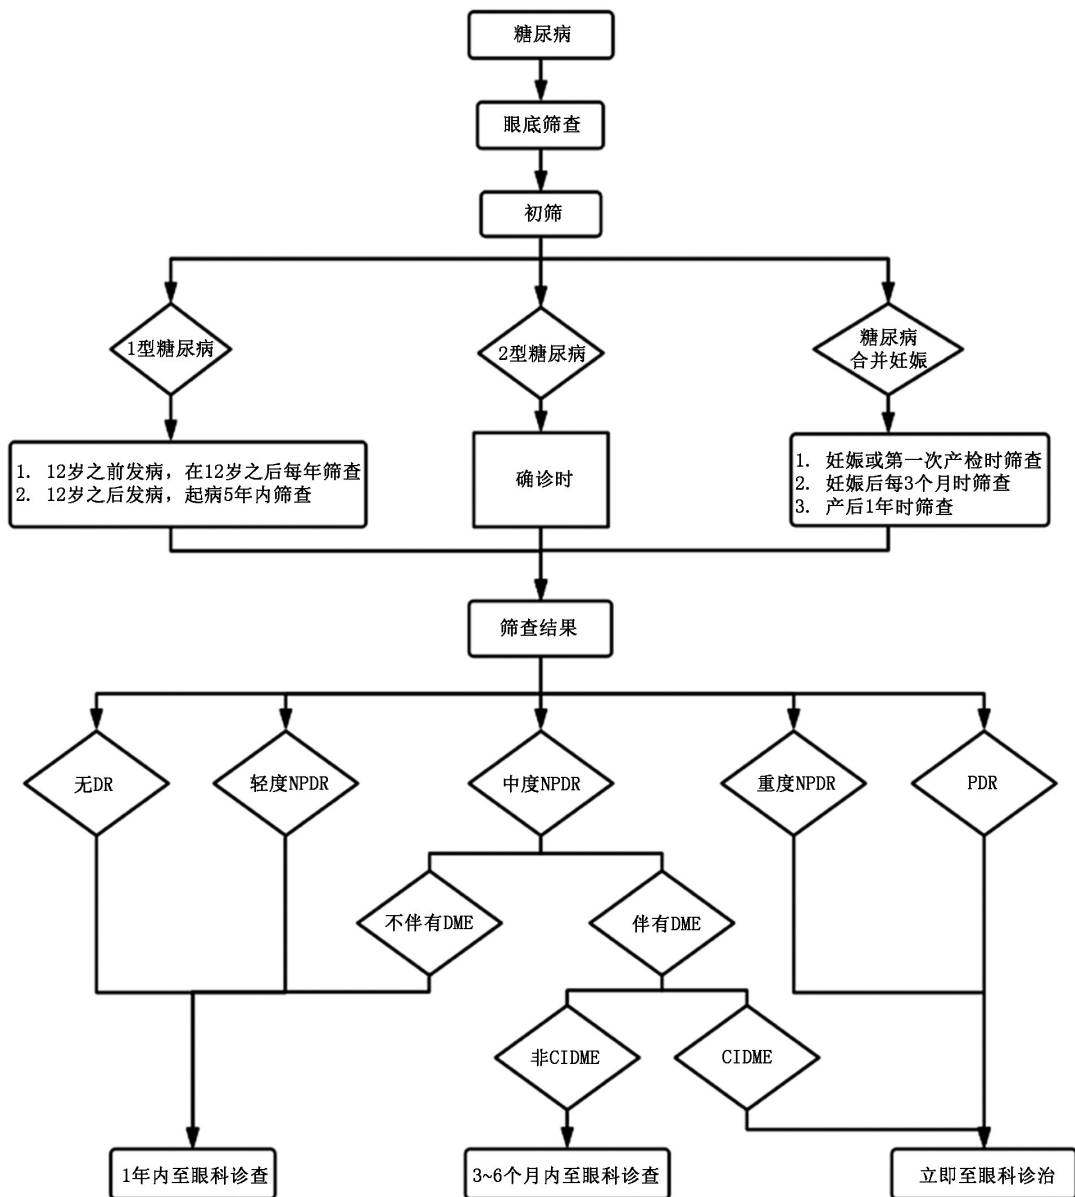 糖尿病
眼底筛查
初筛
1型糖尿病
2型糖尿病
糖尿病
合并妊娠
1. 12岁之前发病，在12岁之后每年筛查
2. 12岁之后发病，起病5年内筛查
确诊时
1. 妊娠或第一次产检时筛查
2. 妊娠后每3个月时筛查
3. 产后1年时筛查
筛查结果
无DR
轻度NPDR
中度NPDR
重度NPDR
PDR
不伴有DME
伴有DME
非CIDME
CIDME
1年内至眼科诊查
3~6个月内至眼科诊查
立即至眼科诊治